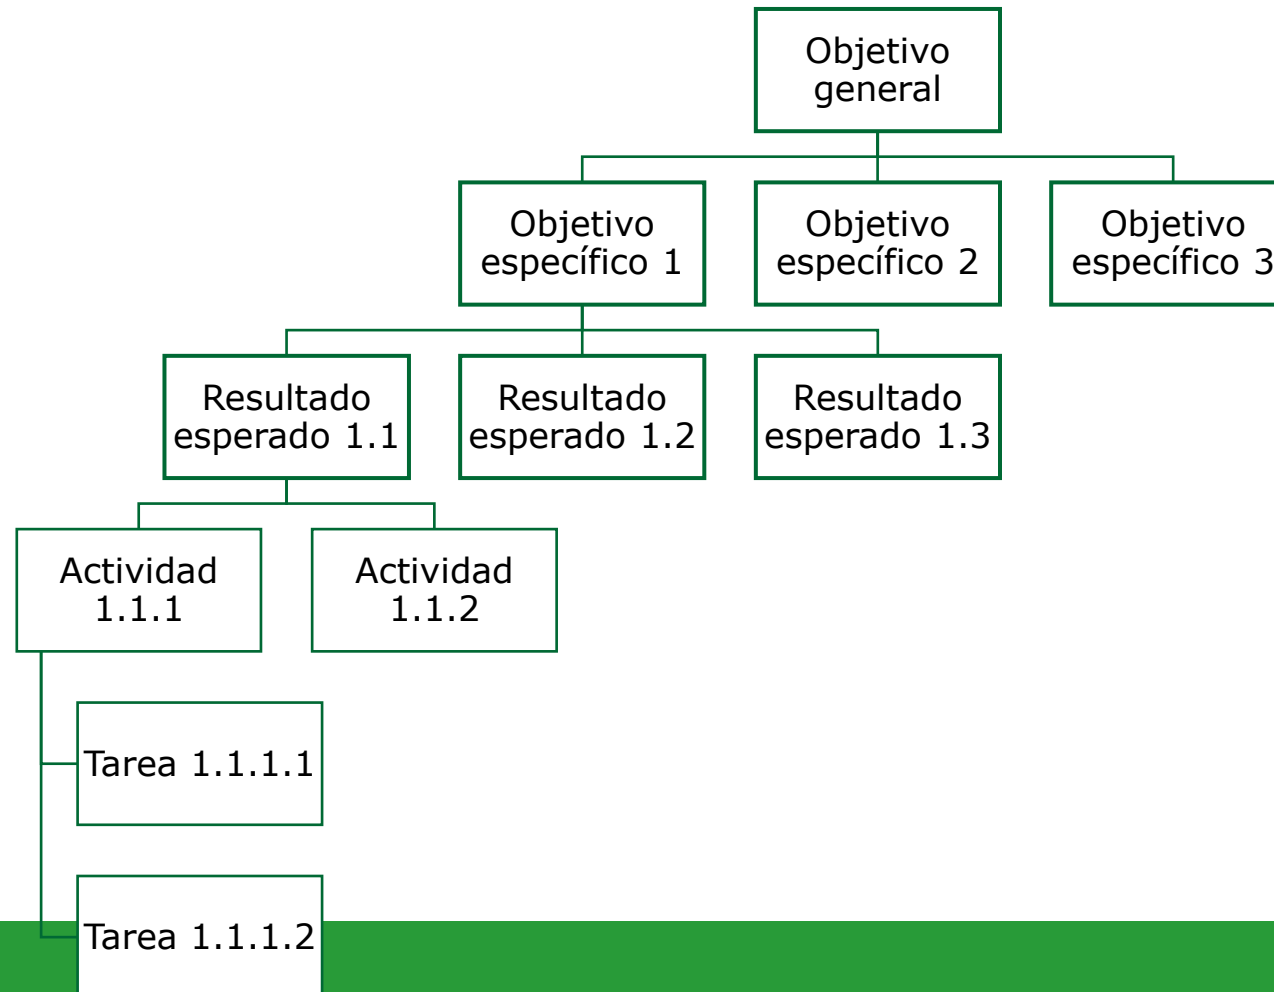 Objetivo
general
Objetivo
específico 1
Objetivo
específico 2
Objetivo
específico 3
Resultado
esperado 1.1
Resultado
esperado 1.2
Resultado
esperado 1.3
Actividad
1.1.1
Actividad
1.1.2
Tarea 1.1.1.1
Tarea 1.1.1.2